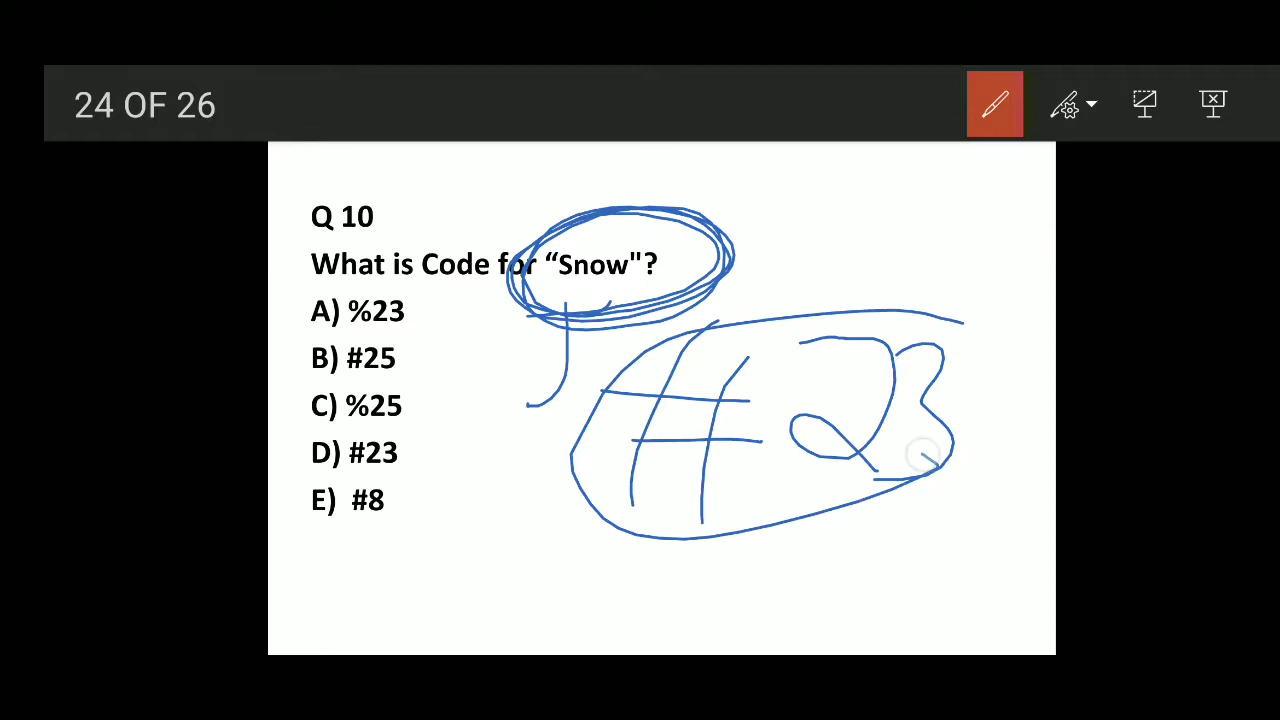 24 OF 26
Q 10
What is Code for “Snow"?
A) %23
B) #25
C) %25
D) #23
E) #8
#23